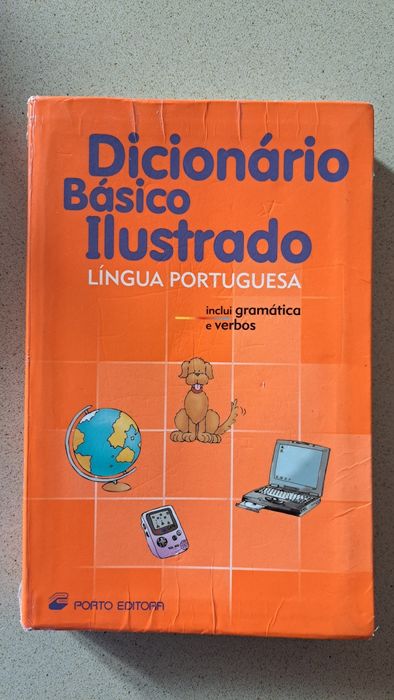 Dicionário
Básico
Ilustrado
LÍNGUA PORTUGUESA
inclui gramática
e verbos
PORTO EDITORA